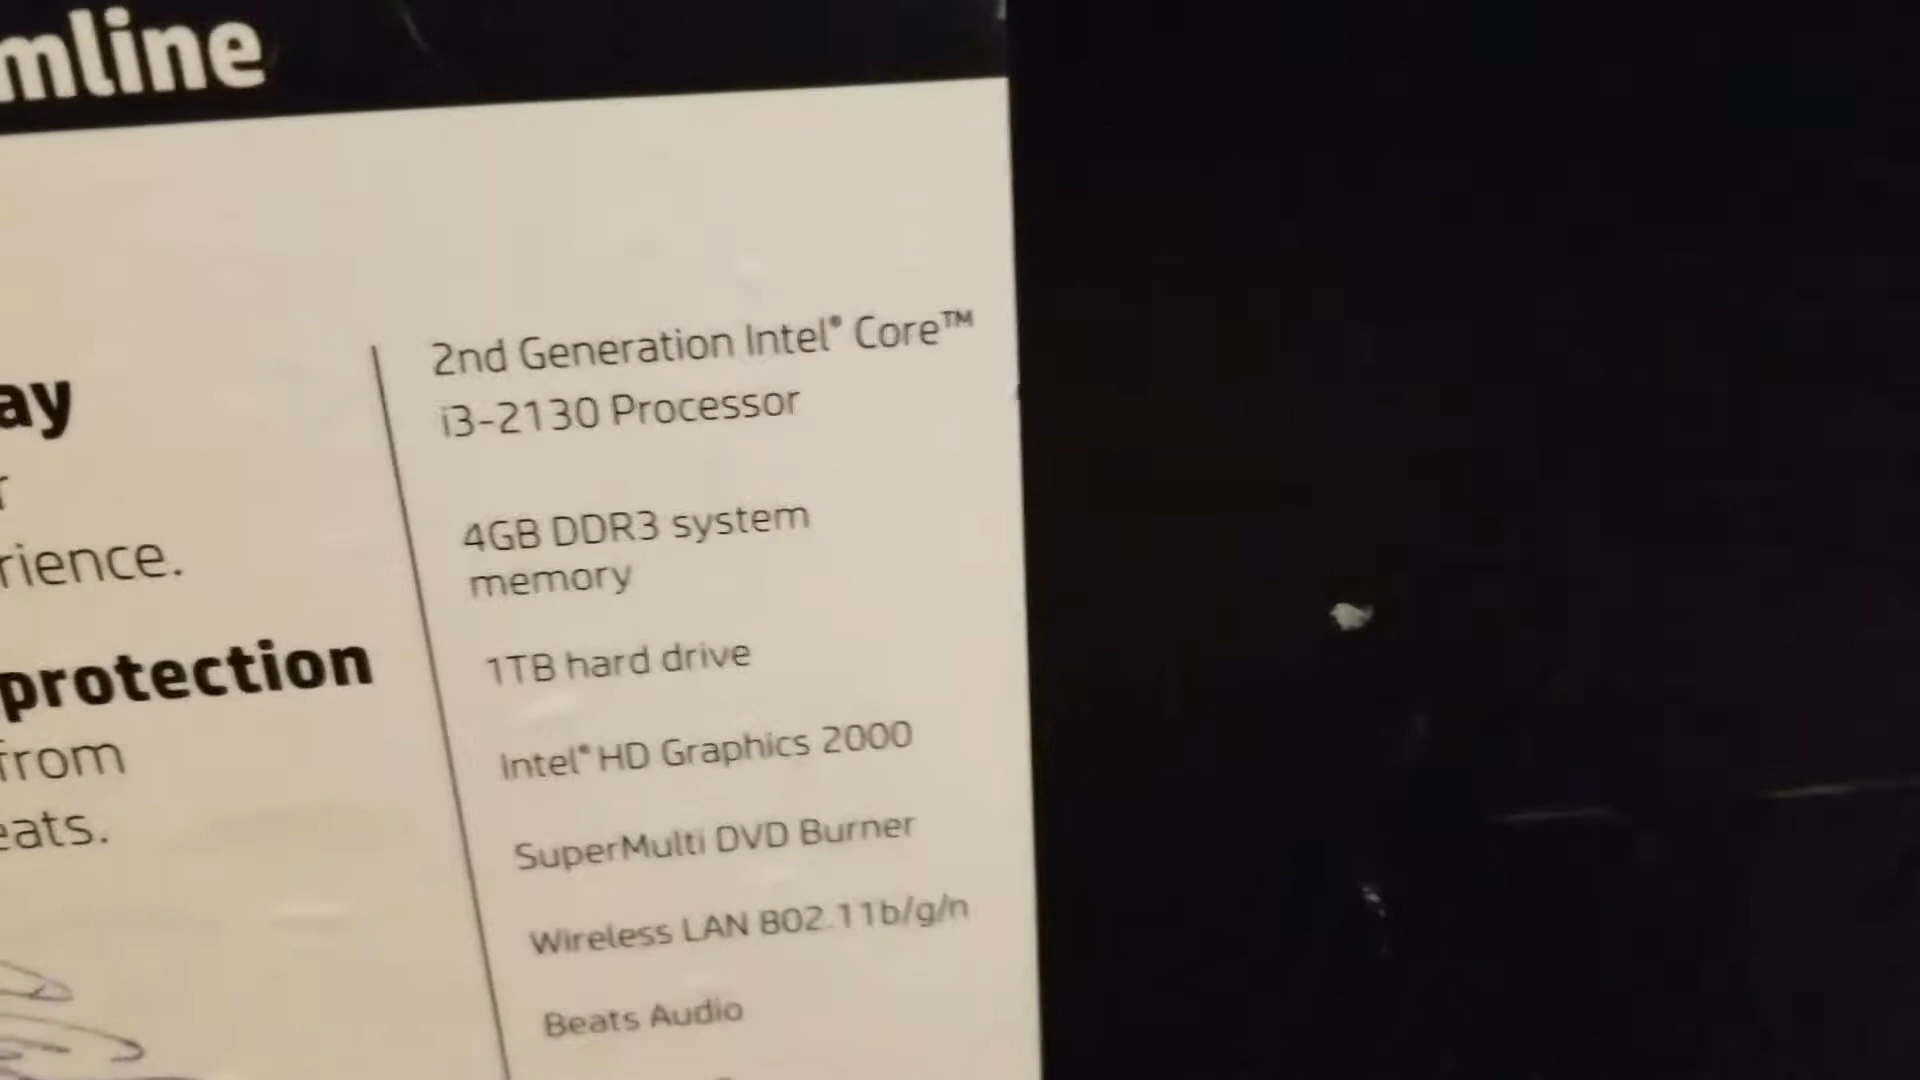 mline
ay
r
rience.
protection
from
eats.
2nd Generation Intel® Core™
i3-2130 Processor
4GB DDR3 system
memory
1TB hard drive
Intel® HD Graphics 2000
SuperMulti DVD Burner
Wireless LAN 802.11b/g/n
Beats Audio